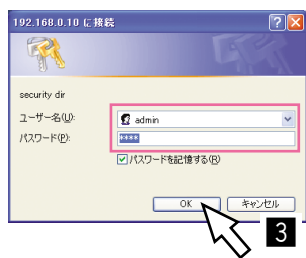 192.168.0.10 に接続
security dir
ユーザー名(U):
admin
パスワード(P):
****
パスワードを記憶する(R)
OK
キャンセル
3